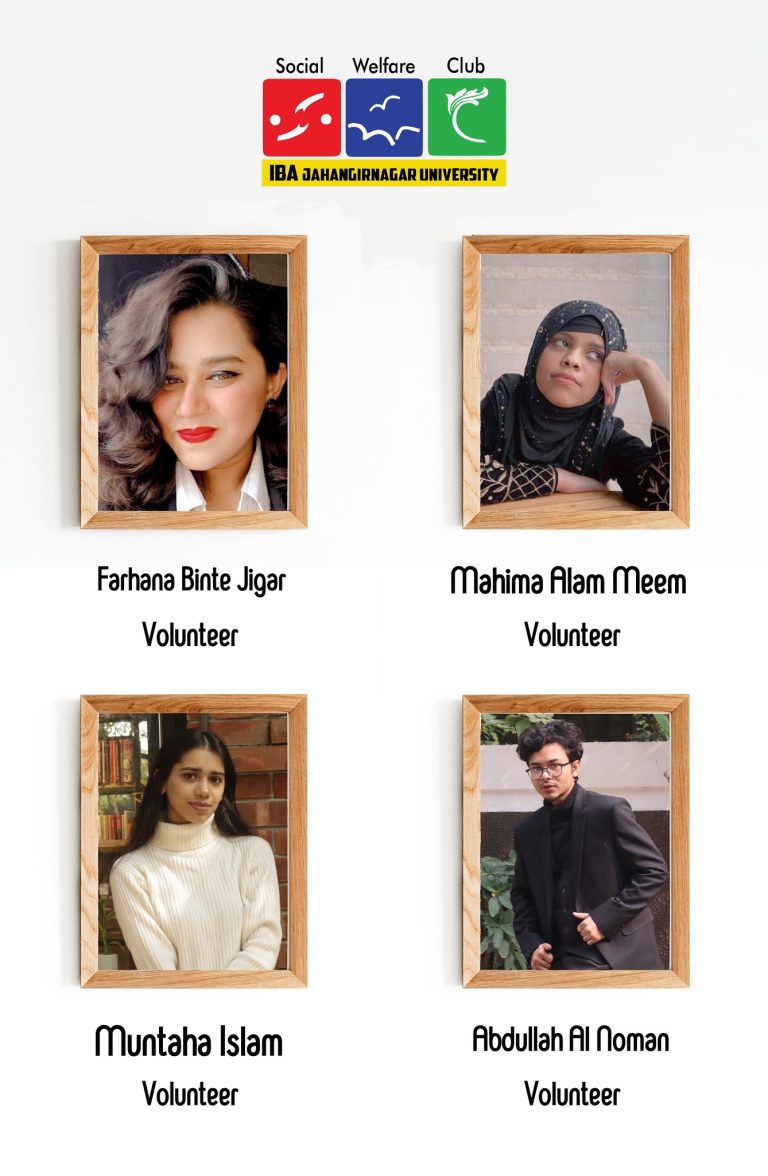 Social Welfare Club
IBA JAHANGIRNAGAR UNIVERSITY
Farhana Binte Jigar
Volunteer
Mahima Alam Meem
Volunteer
Muntaha Islam
Volunteer
Abdullah Al Noman
Volunteer